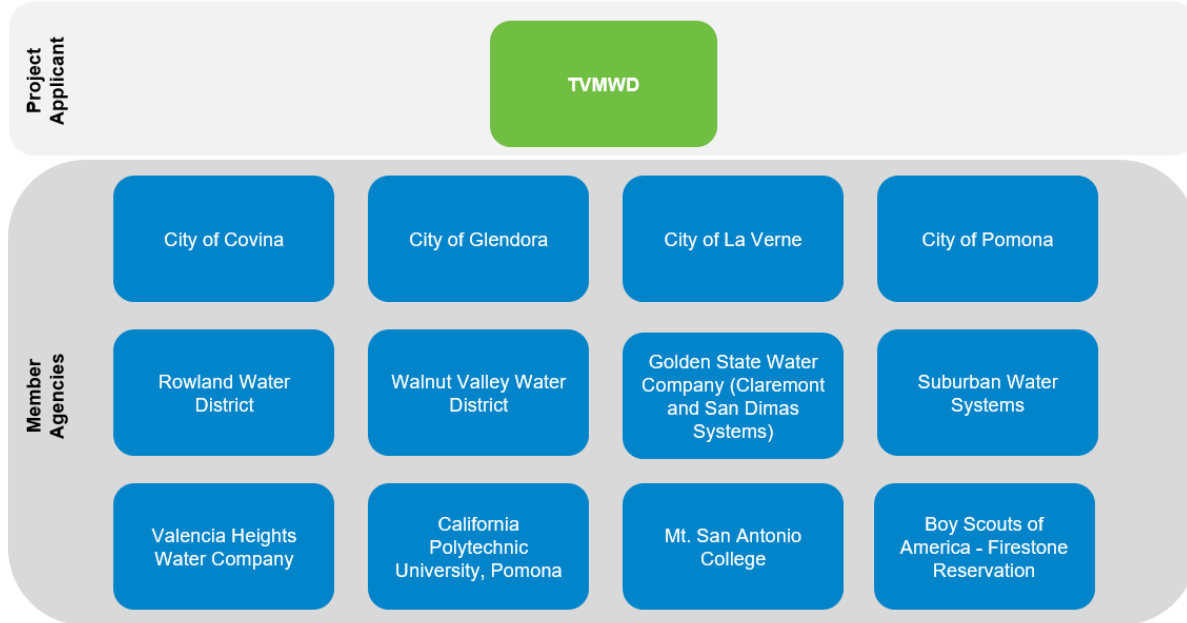 Project
Applicant
TVMWD
Member
Agencies
City of Covina
City of Glendora
City of La Verne
City of Pomona
Rowland Water
District
Walnut Valley Water
District
Golden State Water
Company (Claremont
and San Dimas
Systems)
Suburban Water
Systems
Valencia Heights
Water Company
California
Polytechnic
University, Pomona
Mt. San Antonio
College
Boy Scouts of
America - Firestone
Reservation